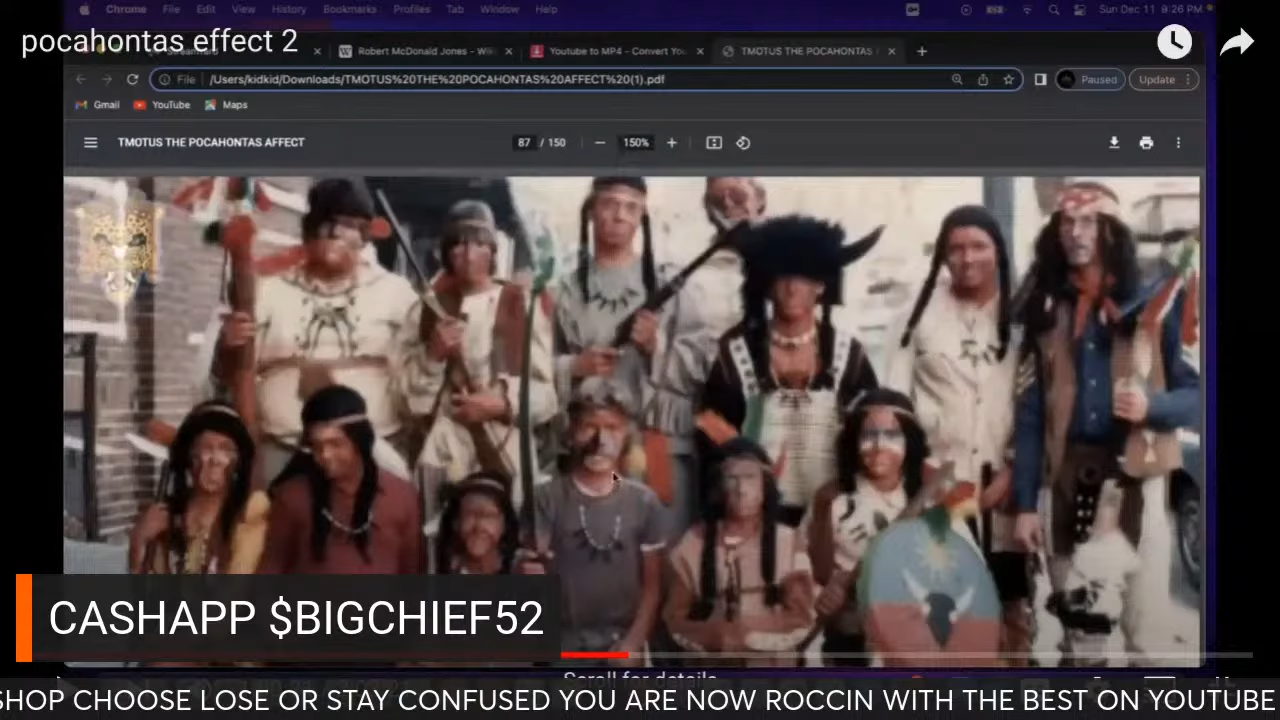 Chrome File Edit View History Bookmarks Profiles Tab Window Help Sun Dec 11 9:26 PM
pocahontas effect 2
Robert McDonald Jones - Wik
Youtube to MP4 - Convert You
TMOTUS THE POCAHONTAS
File /Users/kidkid/Downloads/TMOTUS%20THE%20POCAHONTAS%20AFFECT%20(1).pdf
Paused
Update
Gmail YouTube Maps
TMOTUS THE POCAHONTAS AFFECT
87 / 150
150%
CASHAPP $BIGCHIEF52
Scroll for details
SHOP CHOOSE LOSE OR STAY CONFUSED YOU ARE NOW ROCCIN WITH THE BEST ON YOUTUBE